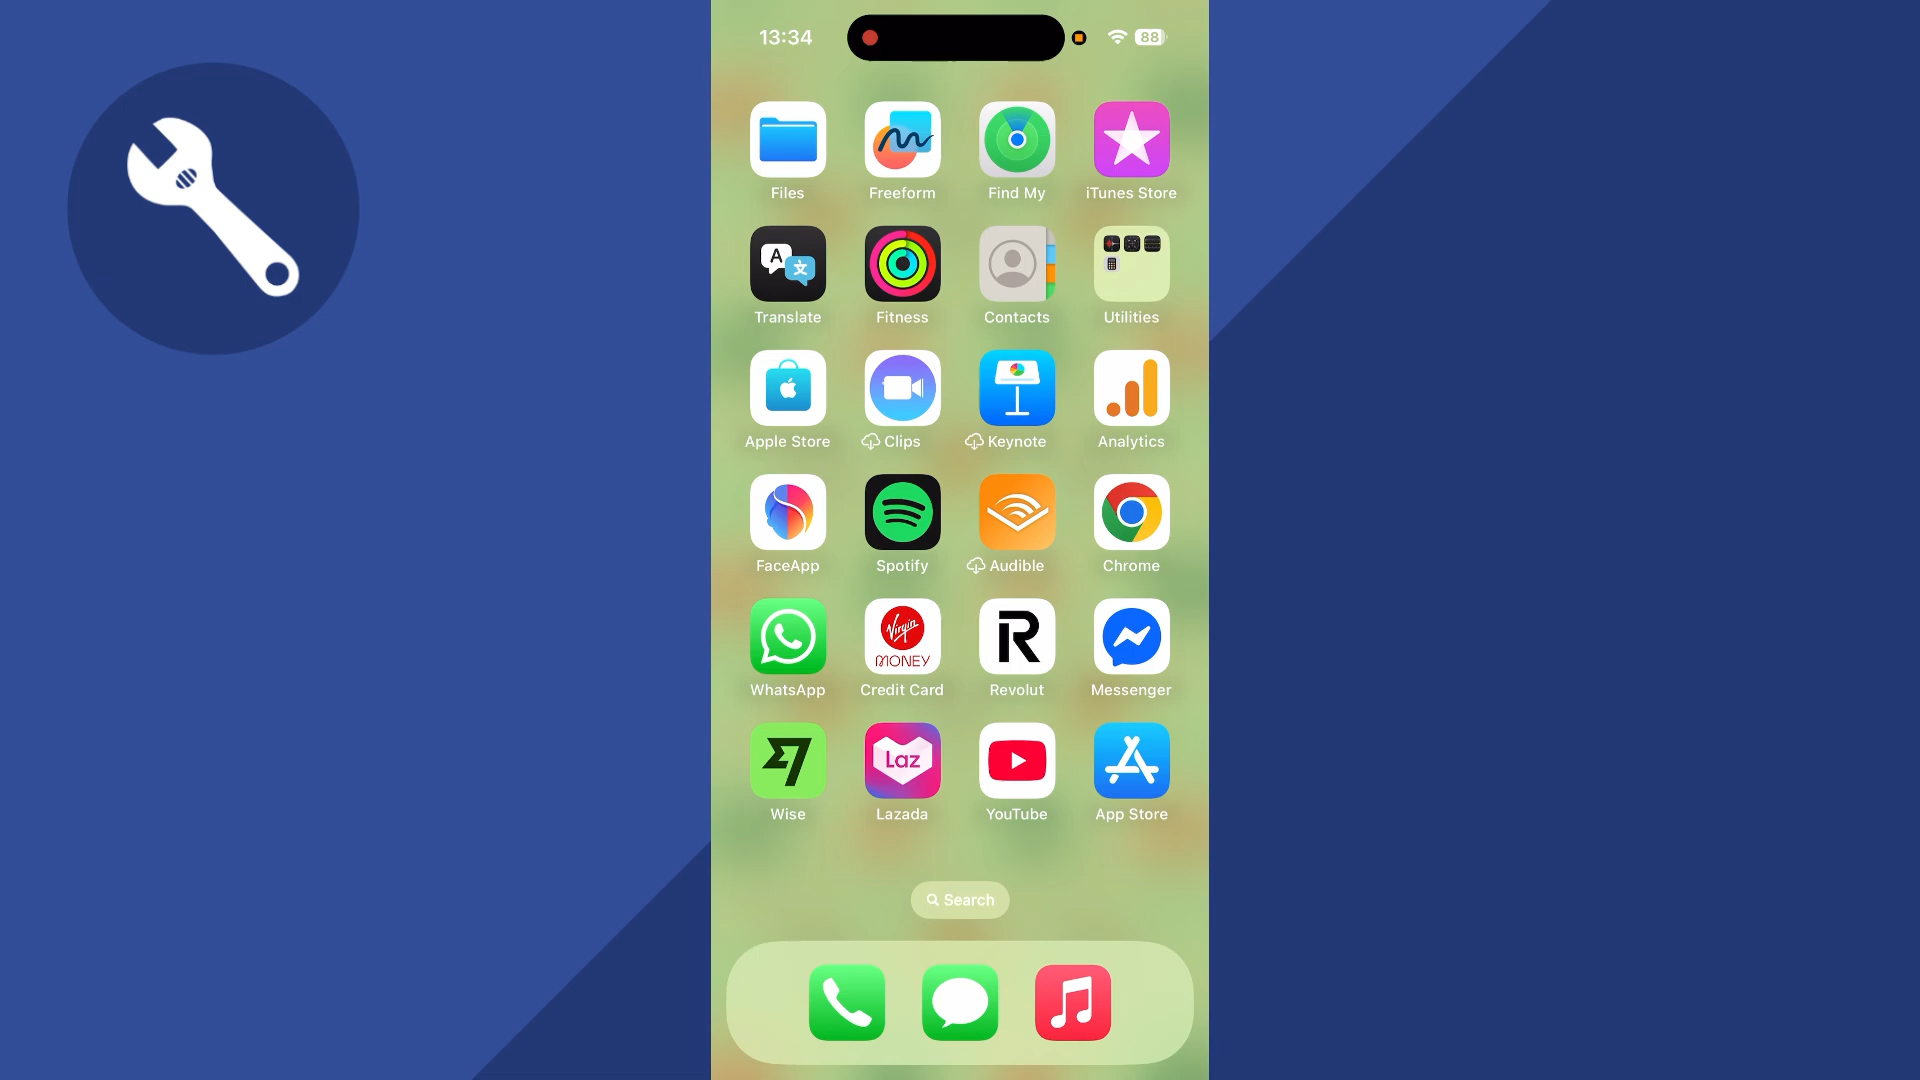 13:34
88
Files Freeform Find My iTunes Store
A 文
Translate Fitness Contacts Utilities
Apple Store Clips Keynote Analytics
FaceApp Spotify Audible Chrome
Virgin
MONEY
WhatsApp Credit Card Revolut Messenger
Laz
Wise Lazada YouTube App Store
Search